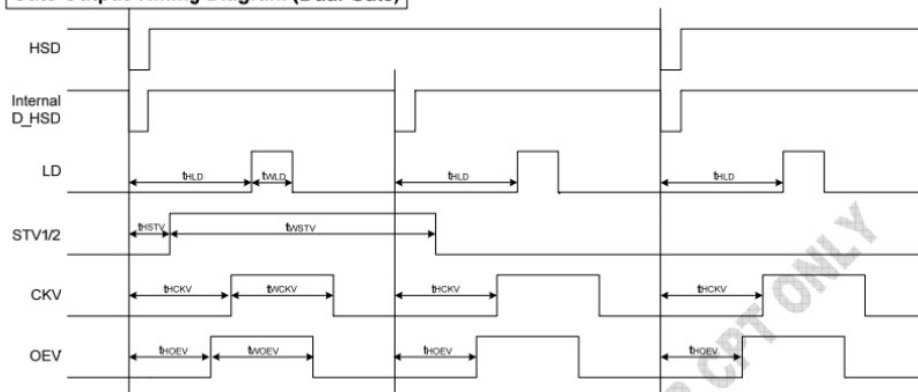 Gate Output Timing Diagram (Dual Gate)
HSD
Internal
D_HSD
LD
tHLD
tWLD
tHLD
tHLD
STV1/2
tHSTV
tWSTV
CKV
tHCKV
tWCKV
tHCKV
tHCKV
OEV
tHOEV
tWOEV
tHOEV
tHOEV
CPT ONLY